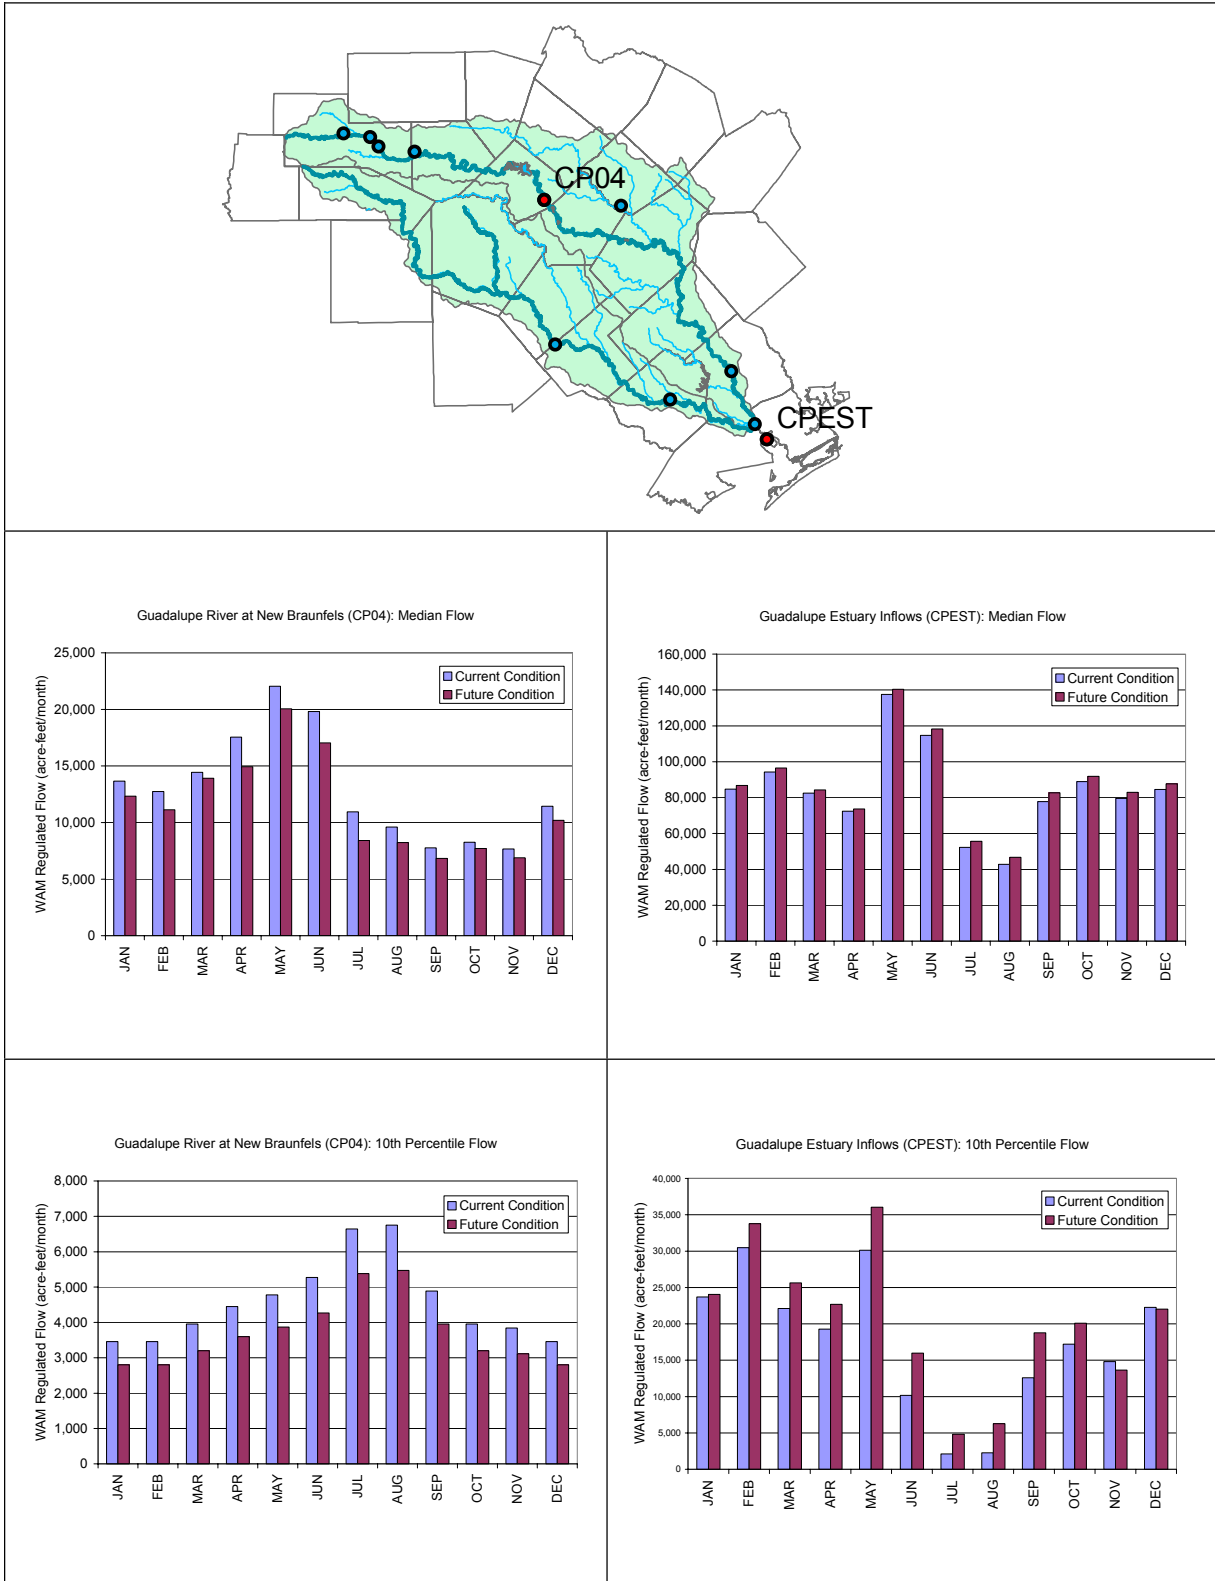 CP04
CPEST
Guadalupe River at New Braunfels (CP04): Median Flow
WAM Regulated Flow (acre-feet/month)
25,000
20,000
15,000
10,000
5,000
0
Current Condition
Future Condition
JAN FEB MAR APR MAY JUN JUL AUG SEP OCT NOV DEC
Guadalupe Estuary Inflows (CPEST): Median Flow
WAM Regulated Flow (acre-feet/month)
160,000
140,000
120,000
100,000
80,000
60,000
40,000
20,000
0
Current Condition
Future Condition
JAN FEB MAR APR MAY JUN JUL AUG SEP OCT NOV DEC
Guadalupe River at New Braunfels (CP04): 10th Percentile Flow
WAM Regulated Flow (acre-feet/month)
8,000
7,000
6,000
5,000
4,000
3,000
2,000
1,000
0
Current Condition
Future Condition
JAN FEB MAR APR MAY JUN JUL AUG SEP OCT NOV DEC
Guadalupe Estuary Inflows (CPEST): 10th Percentile Flow
WAM Regulated Flow (acre-feet/month)
40,000
35,000
30,000
25,000
20,000
15,000
10,000
5,000
0
Current Condition
Future Condition
JAN FEB MAR APR MAY JUN JUL AUG SEP OCT NOV DEC